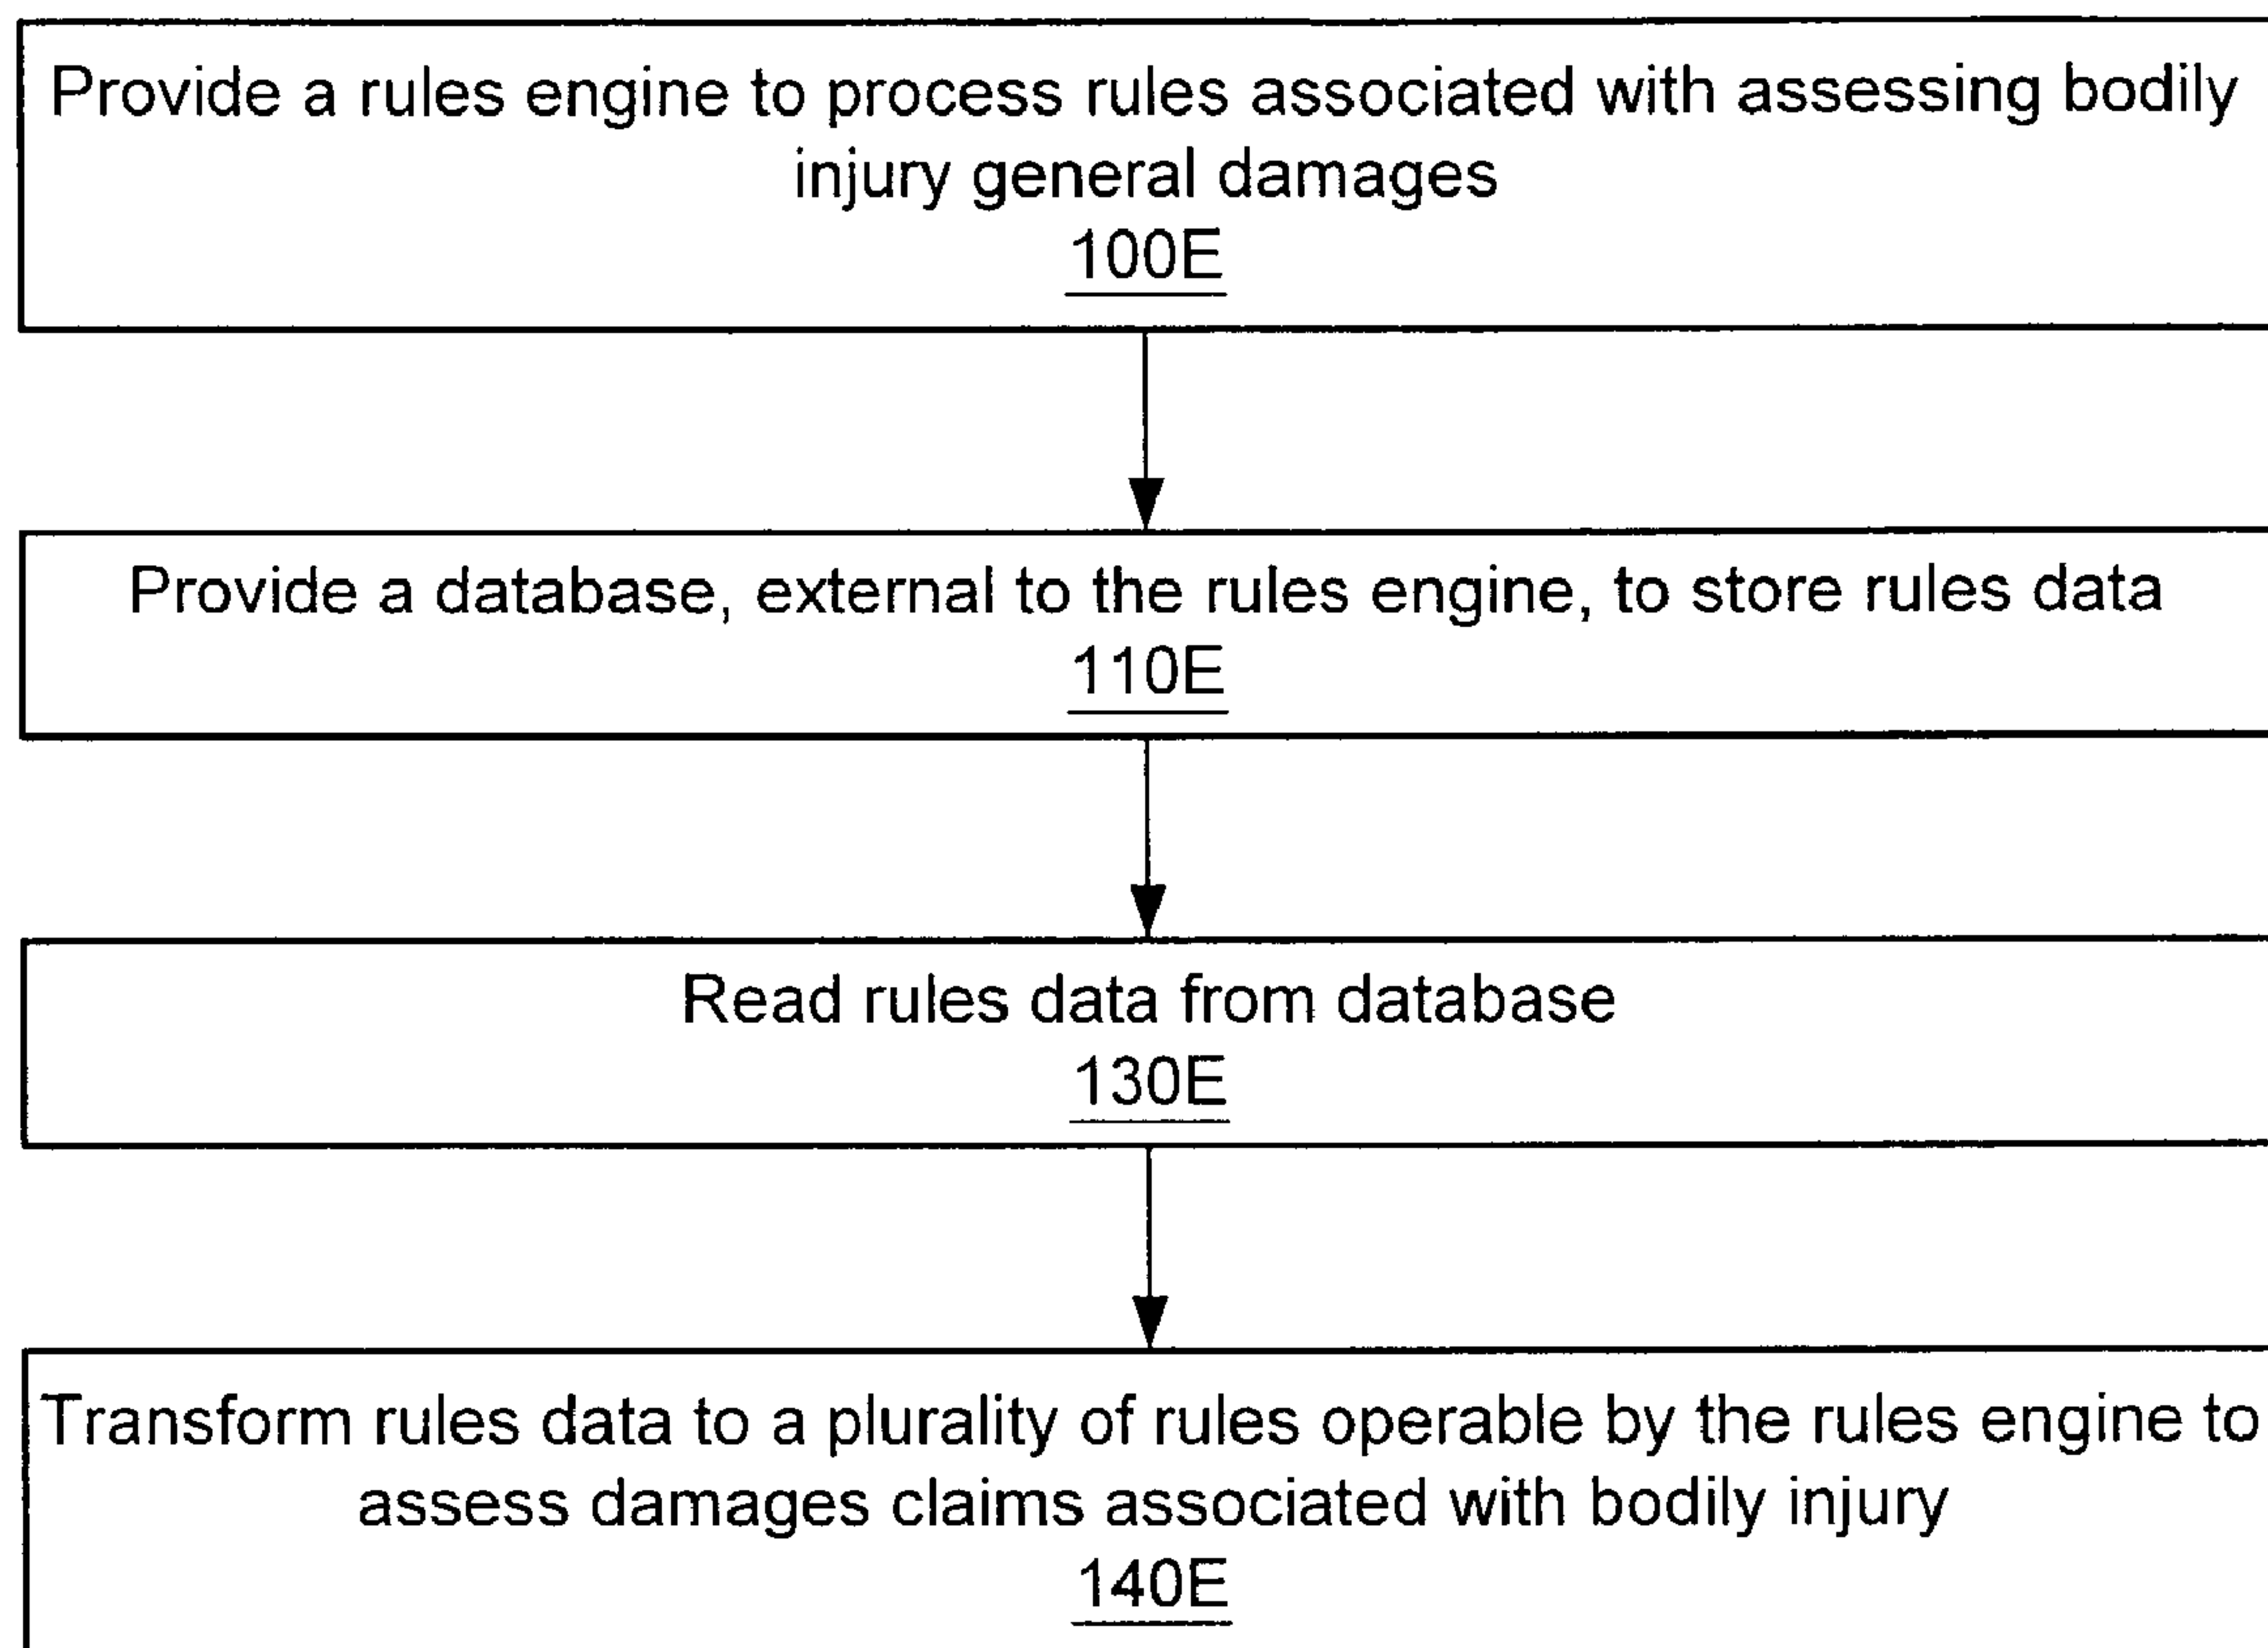 Provide a rules engine to process rules associated with assessing bodily
injury general damages
100E
Provide a database, external to the rules engine, to store rules data
110E
Read rules data from database
130E
Transform rules data to a plurality of rules operable by the rules engine to
assess damages claims associated with bodily injury
140E